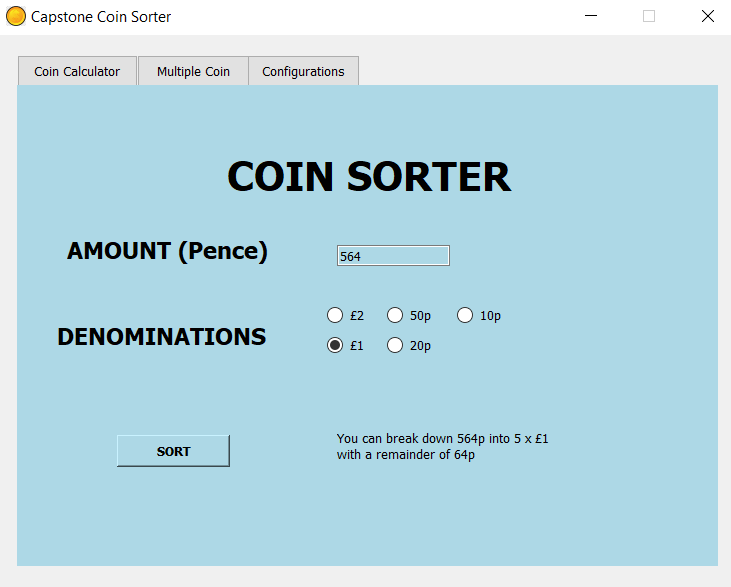 Capstone Coin Sorter
Coin Calculator Multiple Coin Configurations
COIN SORTER
AMOUNT (Pence) 564
£2 50p 10p
DENOMINATIONS
£1 20p
SORT
You can break down 564p into 5 x £1
with a remainder of 64p